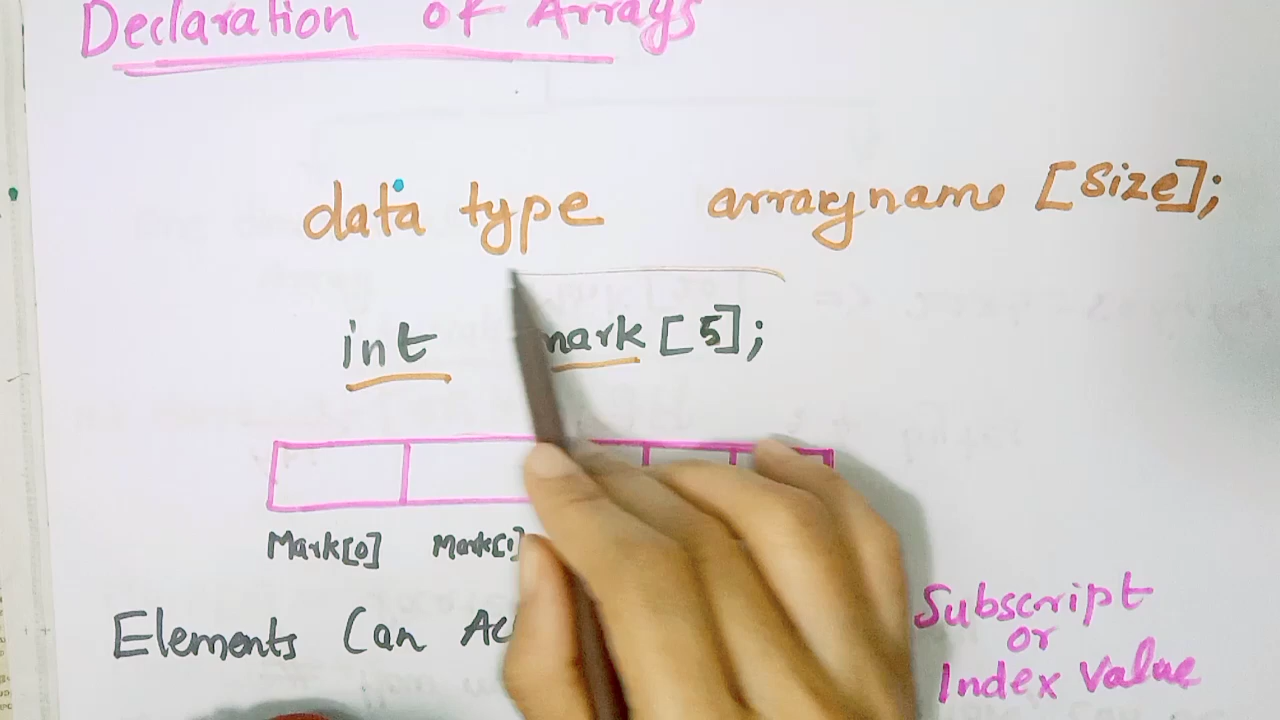 Declaration of Arrays
data type arrayname [Size];
int mark [5];
Mark[0] Mark[1]
Elements Can
Subscript
or
Index Value